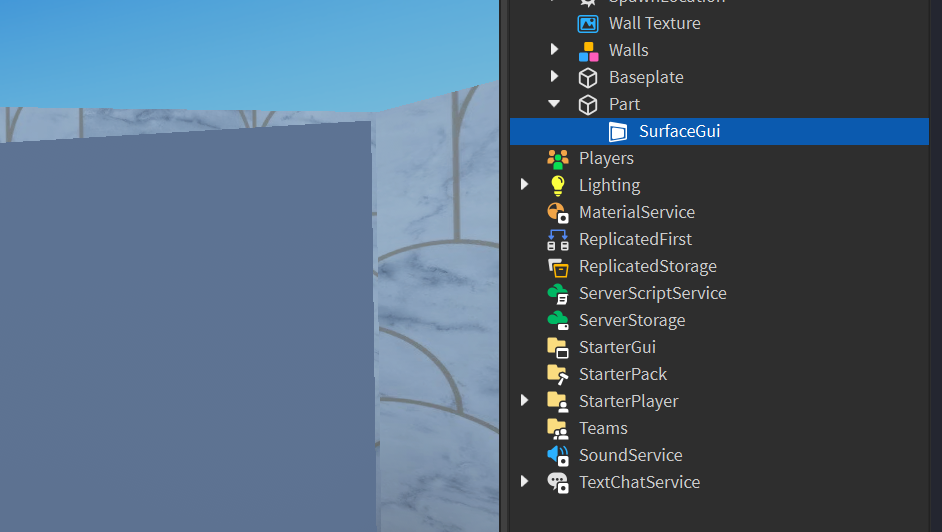 SpawnLocation
Wall Texture
Walls
Baseplate
Part
SurfaceGui
Players
Lighting
MaterialService
ReplicatedFirst
ReplicatedStorage
ServerScriptService
ServerStorage
StarterGui
StarterPack
StarterPlayer
Teams
SoundService
TextChatService